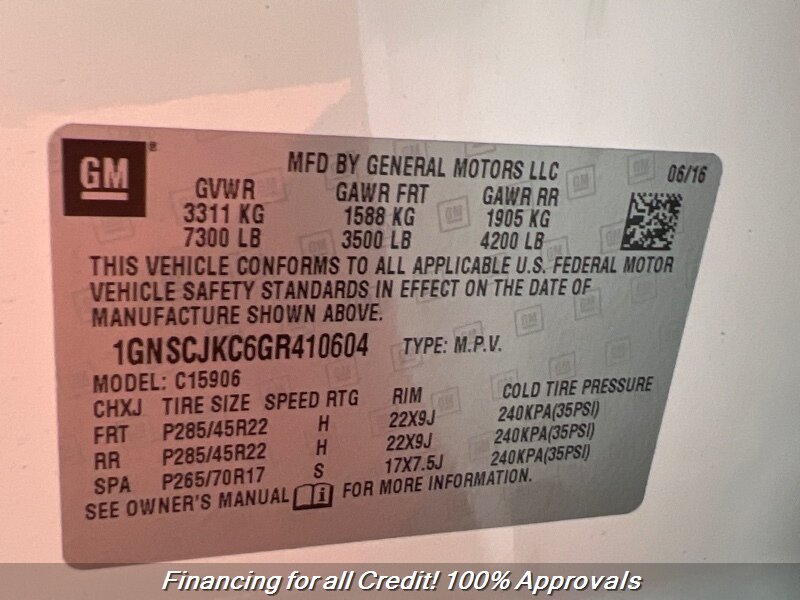 GM®
MFD BY GENERAL MOTORS LLC 06/16
GVWR GAWR FRT GAWR RR
3311 KG 1588 KG 1905 KG
7300 LB 3500 LB 4200 LB
THIS VEHICLE CONFORMS TO ALL APPLICABLE U.S. FEDERAL MOTOR
VEHICLE SAFETY STANDARDS IN EFFECT ON THE DATE OF
MANUFACTURE SHOWN ABOVE.
1GNSCJKC6GR410604 TYPE: M.P.V.
MODEL: C15906
CHXJ TIRE SIZE SPEED RTG RIM COLD TIRE PRESSURE
FRT P285/45R22 H 22X9J 240KPA(35PSI)
RR P285/45R22 H 22X9J 240KPA(35PSI)
SPA P265/70R17 S 17X7.5J 240KPA(35PSI)
SEE OWNER'S MANUAL FOR MORE INFORMATION.
Financing for all Credit! 100% Approvals